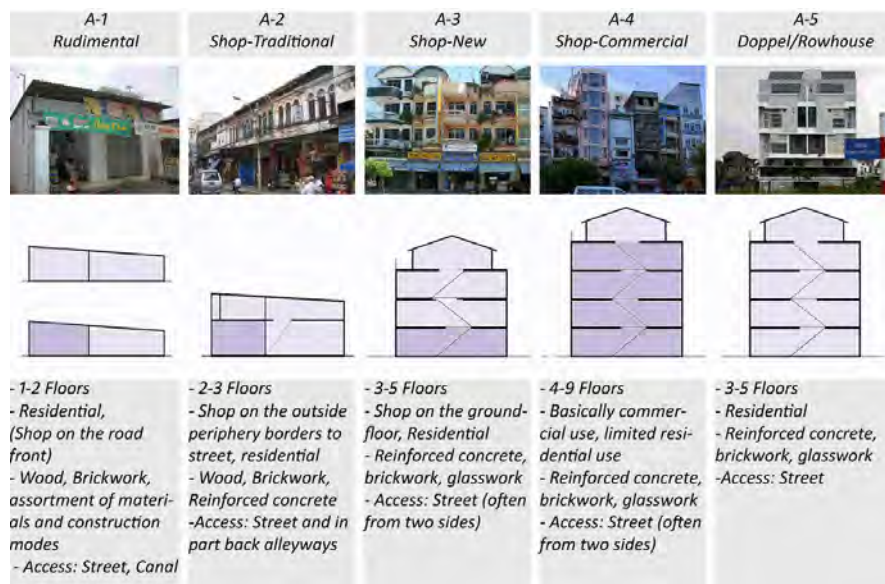 A-1
Rudimental
A-2
Shop-Traditional
A-3
Shop-New
A-4
Shop-Commercial
A-5
Doppel/Rowhouse
- 1-2 Floors
- Residential,
(Shop on the road
front)
- Wood, Brickwork,
assortment of materi-
als and construction
modes
- Access: Street, Canal
- 2-3 Floors
- Shop on the outside
periphery borders to
street, residential
- Wood, Brickwork,
Reinforced concrete
-Access: Street and in
part back alleyways
- 3-5 Floors
- Shop on the ground-
floor, Residential
- Reinforced concrete,
brickwork, glasswork
- Access: Street (often
from two sides)
- 4-9 Floors
- Basically commer-
cial use, limited resi-
dential use
- Reinforced concrete,
brickwork, glasswork
- Access: Street (often
from two sides)
- 3-5 Floors
- Residential
- Reinforced concrete,
brickwork, glasswork
-Access: Street